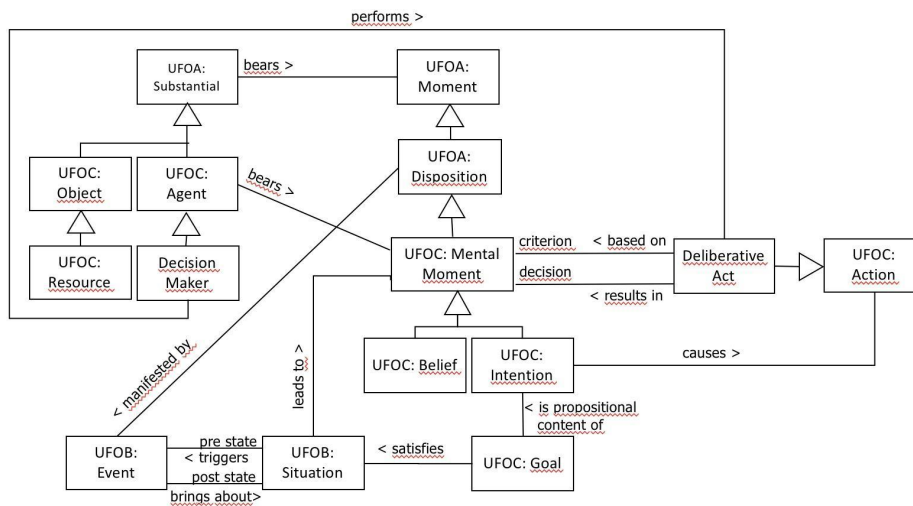 performs >
UFOA:
Substantial
bears >
UFOA:
Moment
UFOC:
Object
UFOC:
Agent
bears >
UFOA:
Disposition
UFOC:
Resource
Decision
Maker
UFOC: Mental
Moment
criterion < based on
decision
< results in
Deliberative
Act
UFOC:
Action
< manifested by
leads to >
UFOC: Belief
UFOC:
Intention
causes >
< is propositional
content of
UFOB:
Event
pre state
< triggers
post state
brings about>
UFOB:
Situation
< satisfies
UFOC: Goal